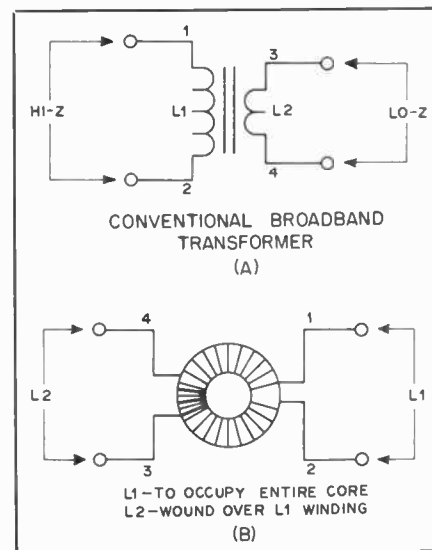 1
3
HI-Z
L1
L2
LO-Z
2
4
CONVENTIONAL BROADBAND
TRANSFORMER
(A)
4
1
L2
L1
3
2
L1-TO OCCUPY ENTIRE CORE
L2-WOUND OVER L1 WINDING
(B)